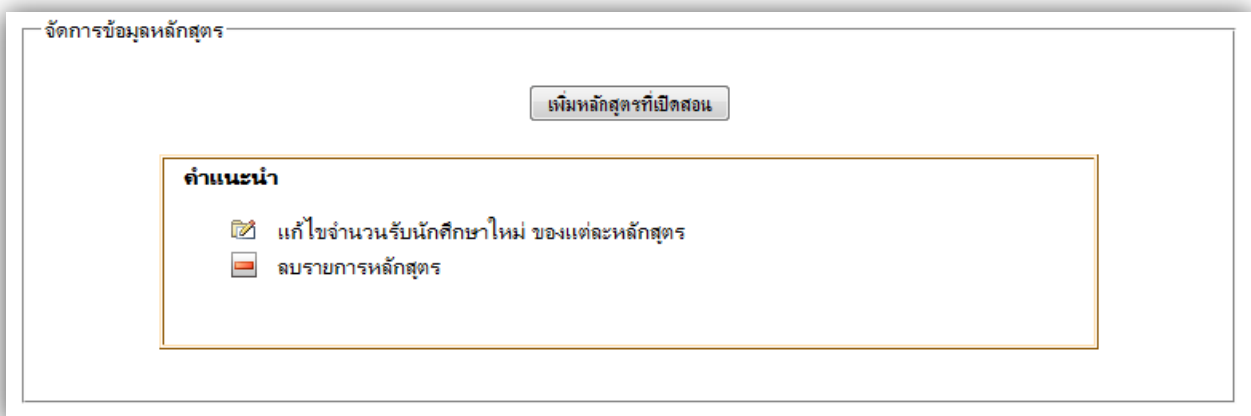 จัดการข้อมูลหลักสูตร
เพิ่มหลักสูตรที่เปิดสอน
คำแนะนำ
แก้ไขจำนวนรับนักศึกษาใหม่ ของแต่ละหลักสูตร
ลบรายการหลักสูตร